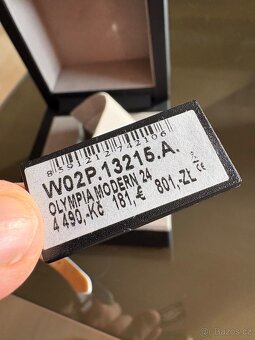 W02P.13215.A.
OLYMPIA MODERN 24
4 490,-Kč 181,€ 801,-ZŁ